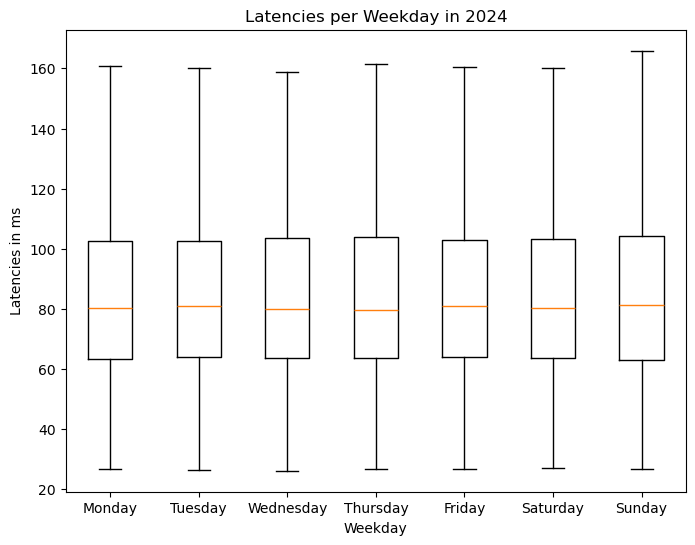 Latencies per Weekday in 2024
Latencies in ms
160
140
120
100
80
60
40
20
Monday Tuesday Wednesday Thursday Friday Saturday Sunday
Weekday